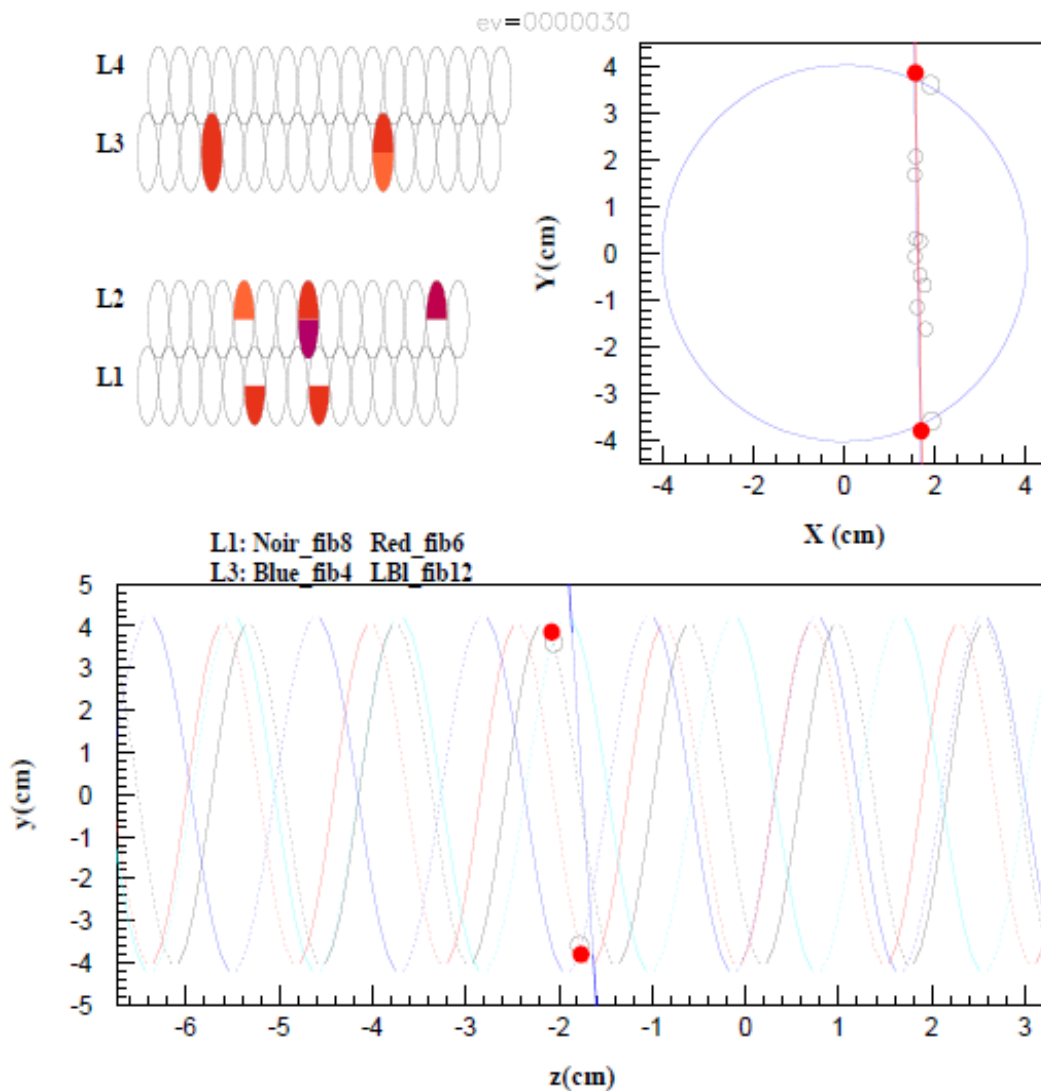 ev=0000030
L4
L3
L2
L1
4
3
2
1
0
-1
-2
-3
-4
Y(cm)
-4 -2 0 2 4
X (cm)
L1: Noir_fib8 Red_fib6
L3: Blue_fib4 LBl_fib12
5
4
3
2
1
0
-1
-2
-3
-4
-5
y(cm)
-6 -5 -4 -3 -2 -1 0 1 2 3
z(cm)